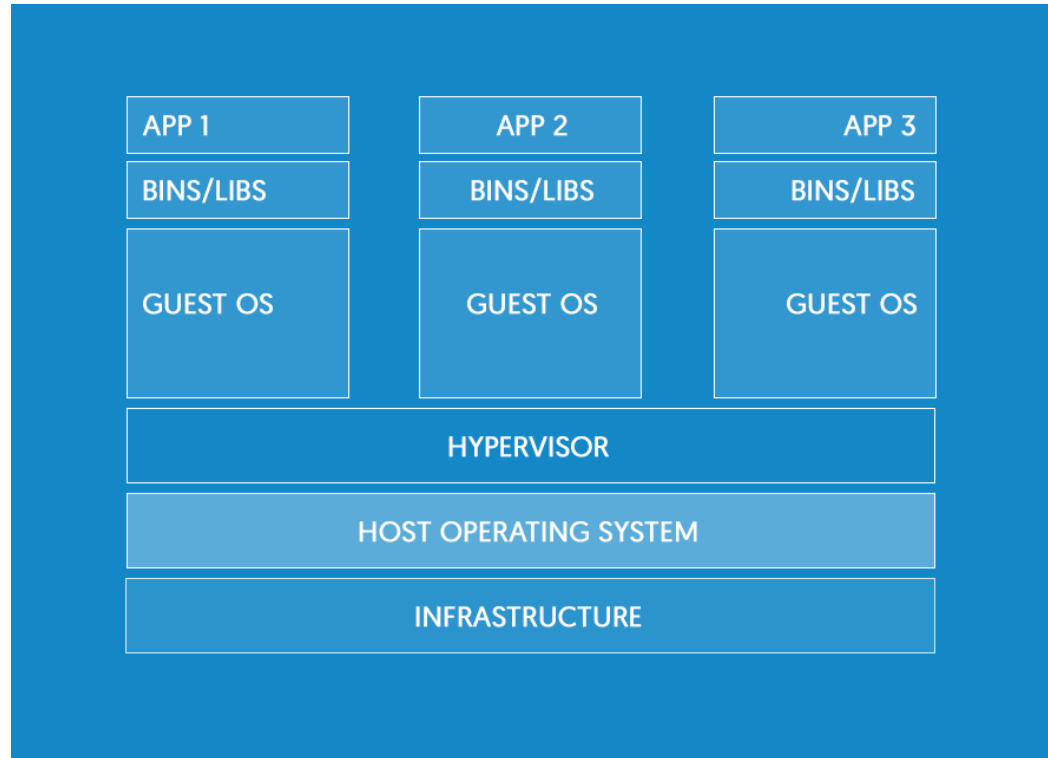 APP 1
APP 2
APP 3
BINS/LIBS
BINS/LIBS
BINS/LIBS
GUEST OS
GUEST OS
GUEST OS
HYPERVISOR
HOST OPERATING SYSTEM
INFRASTRUCTURE